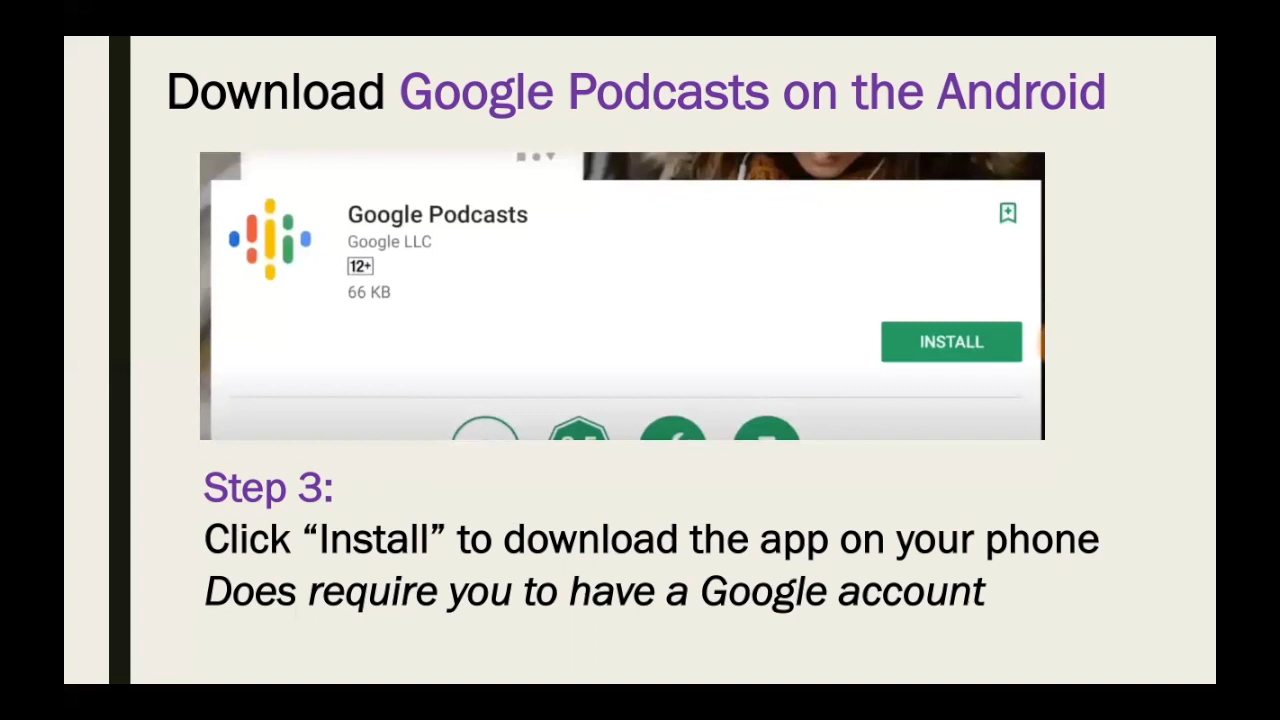 Download Google Podcasts on the Android
Google Podcasts
Google LLC
12+
66 KB
INSTALL
Step 3:
Click “Install” to download the app on your phone
Does require you to have a Google account